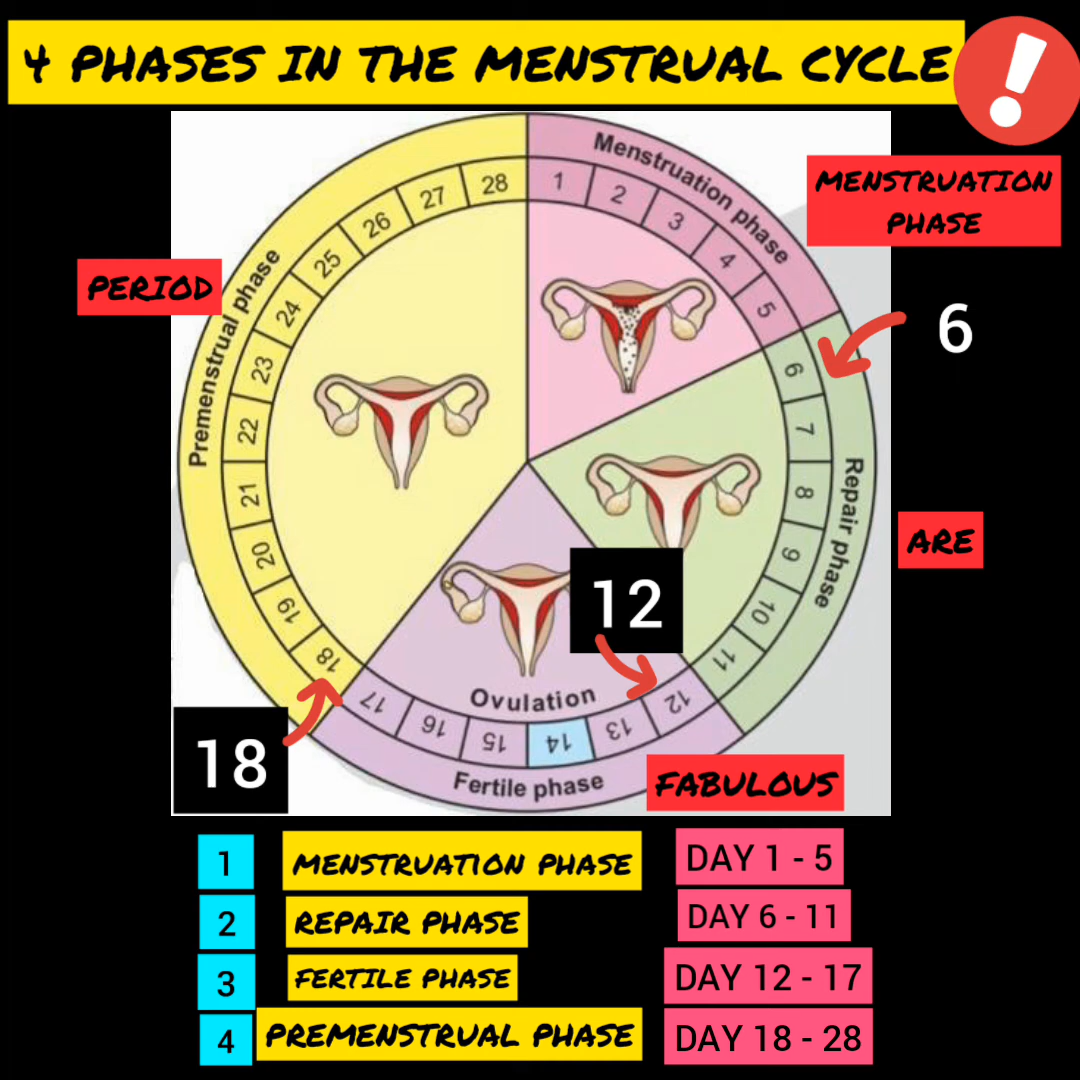 4 PHASES IN THE MENSTRUAL CYCLE
Menstruation phase
MENSTRUATION
PHASE
1
2
3
4
5
6
7
8
9
10
11
12
13
14
15
16
17
18
19
20
21
22
23
24
25
26
27
28
Premenstrual phase
PERIOD
6
Repair phase
ARE
12
Ovulation
18
Fertile phase
FABULOUS
1 MENSTRUATION PHASE DAY 1 - 5
2 REPAIR PHASE DAY 6 - 11
3 FERTILE PHASE DAY 12 - 17
4 PREMENSTRUAL PHASE DAY 18 - 28